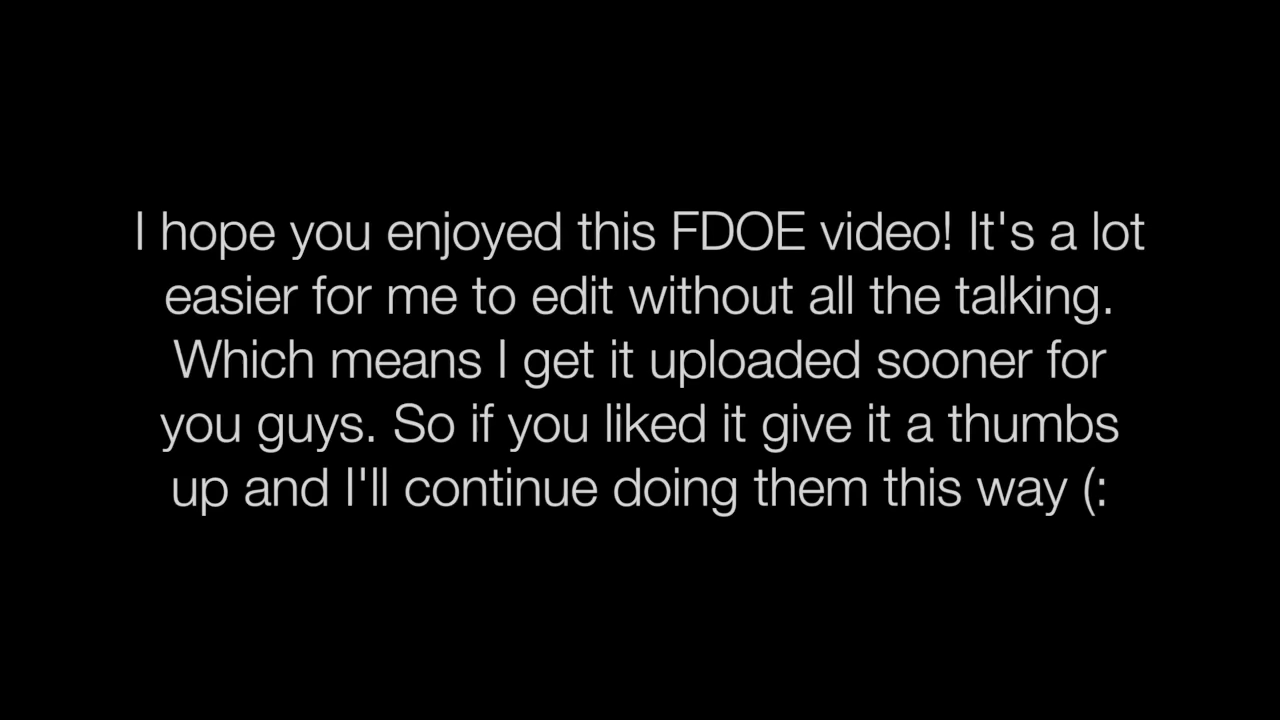 I hope you enjoyed this FDOE video! It's a lot
easier for me to edit without all the talking.
Which means I get it uploaded sooner for
you guys. So if you liked it give it a thumbs
up and I'll continue doing them this way (: